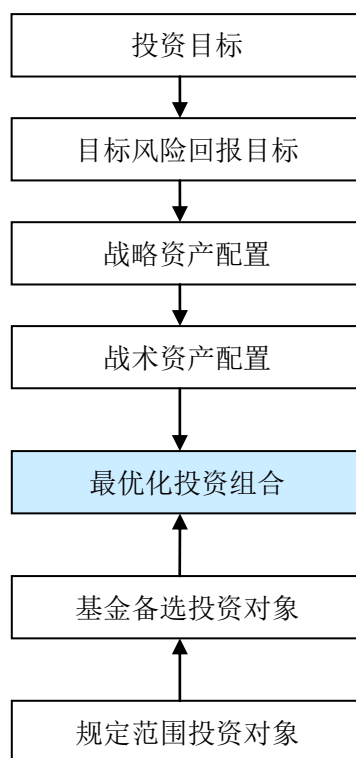 投资目标
目标风险回报目标
战略资产配置
战术资产配置
最优化投资组合
基金备选投资对象
规定范围投资对象